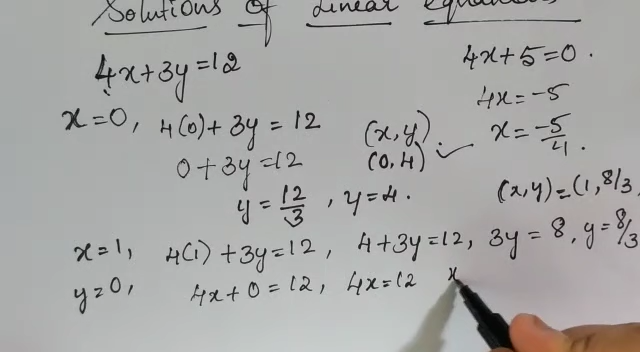 Solutions Of Linear equations
4x+3y=12
4x+5=0.
x=0, 4(0)+3y=12
4x=-5
(x,y)
x=-5/4.
0+3y=12
(0,4) ✓
y=12/3, y=4.
(x,y)=(1,8/3)
x=1, 4(1)+3y=12, 4+3y=12, 3y=8, y=8/3
y=0, 4x+0=12, 4x=12 x